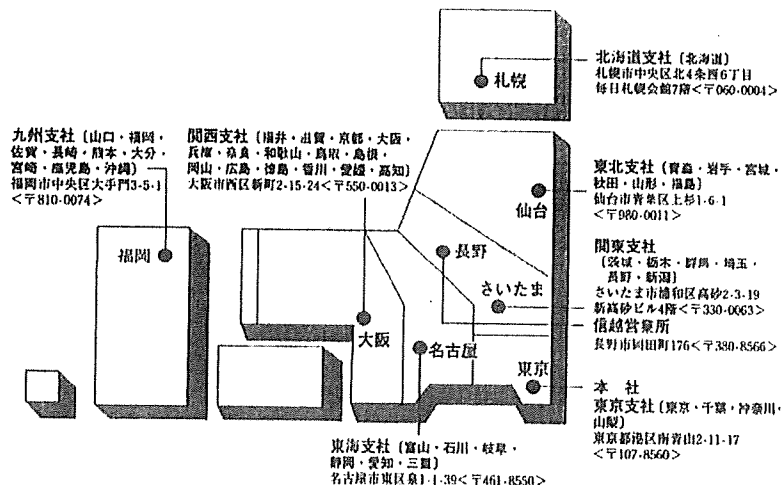 北海道支社〔北海道〕
札幌市中央区北4条西6丁目
毎日札幌会館7階<〒060-0004>
札幌
九州支社〔山口・福岡・
佐賀・長崎・熊本・大分・
宮崎・鹿児島・沖縄〕
福岡市中央区大手門3-5-1
<〒810-0074>
関西支社〔福井・滋賀・京都・大阪・
兵庫・奈良・和歌山・鳥取・島根・
岡山・広島・徳島・香川・愛媛・高知〕
大阪市西区新町2-15-24<〒550-0013>
東北支社〔青森・岩手・宮城・
秋田・山形・福島〕
仙台市青葉区上杉1-6-1
<〒980-0011>
仙台
関東支社
〔茨城・栃木・群馬・埼玉・
長野・新潟〕
さいたま市浦和区高砂2-3-19
新高砂ビル4階<〒330-0063>
信越営業所
長野市岡田町176<〒380-8566>
福岡
長野
さいたま
大阪
名古屋
東京
本社
東京支社〔東京・千葉・神奈川・
山梨〕
東京都港区南青山2-11-17
<〒107-8560>
東海支社〔富山・石川・岐阜・
静岡・愛知・三重〕
名古屋市東区泉1-1-39<〒461-8550>